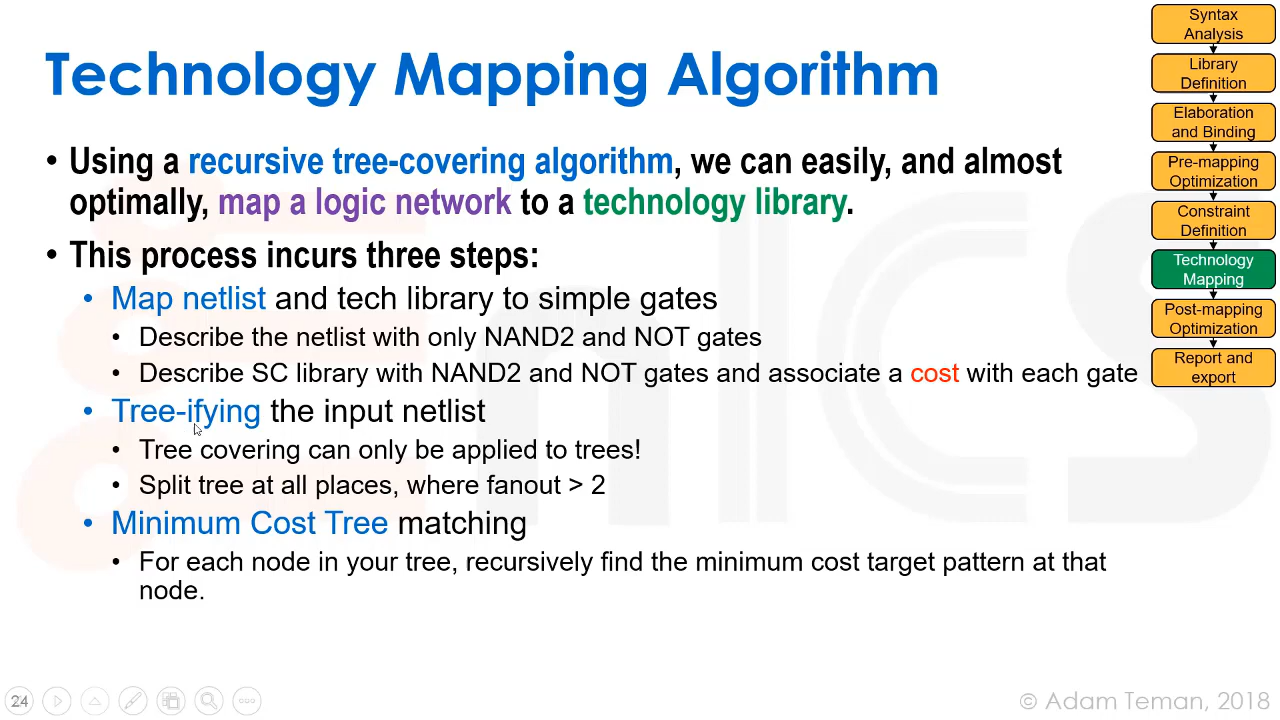 Technology Mapping Algorithm
• Using a recursive tree-covering algorithm, we can easily, and almost
optimally, map a logic network to a technology library.
• This process incurs three steps:
• Map netlist and tech library to simple gates
• Describe the netlist with only NAND2 and NOT gates
• Describe SC library with NAND2 and NOT gates and associate a cost with each gate
• Tree-ifying the input netlist
• Tree covering can only be applied to trees!
• Split tree at all places, where fanout > 2
• Minimum Cost Tree matching
• For each node in your tree, recursively find the minimum cost target pattern at that
node.
Syntax
Analysis
Library
Definition
Elaboration
and Binding
Pre-mapping
Optimization
Constraint
Definition
Technology
Mapping
Post-mapping
Optimization
Report and
export
24
© Adam Teman, 2018